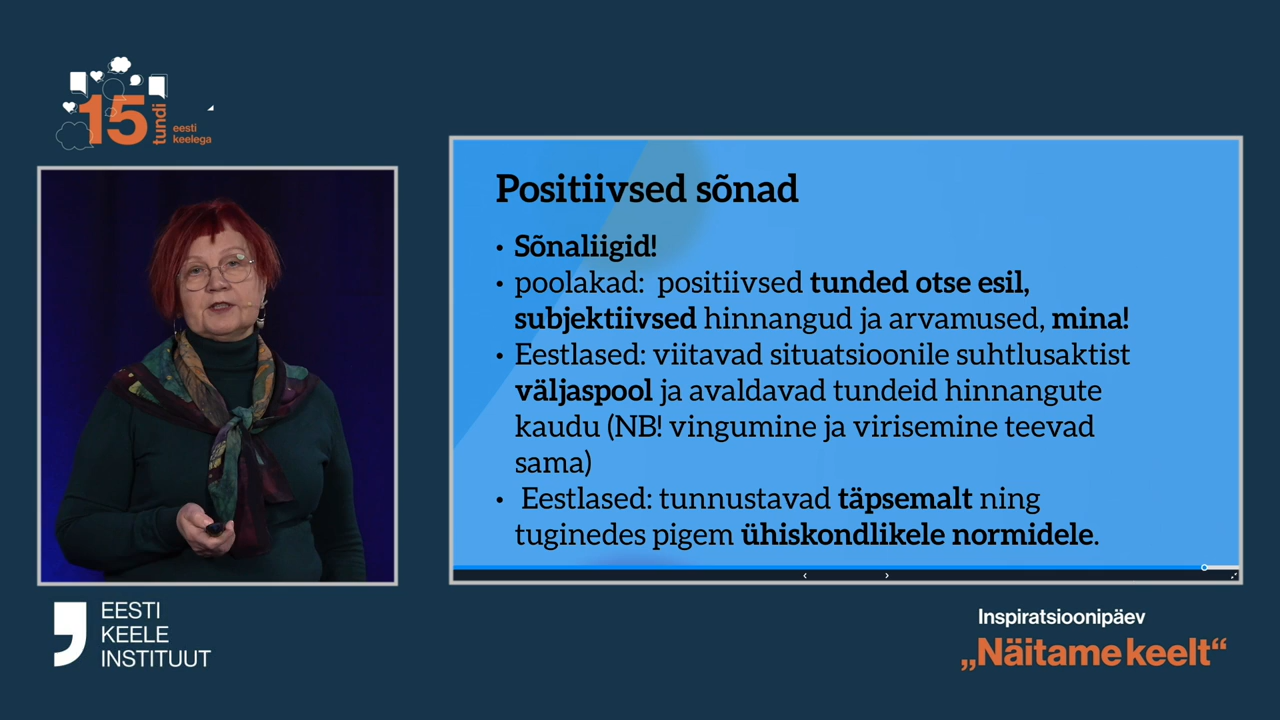 15
tundi
eesti
keelega
Positiivsed sõnad
• Sõnaliigid!
• poolakad:  positiivsed tunded otse esil,
subjektiivsed hinnangud ja arvamused, mina!
• Eestlased: viitavad situatsioonile suhtlusaktist
väljaspool ja avaldavad tundeid hinnangute
kaudu (NB! vingumine ja virisemine teevad
sama)
• Eestlased: tunnustavad täpsemalt ning
tuginedes pigem ühiskondlikele normidele.
EESTI
KEELE
INSTITUUT
Inspiratsioonipäev
„Näitame keelt“